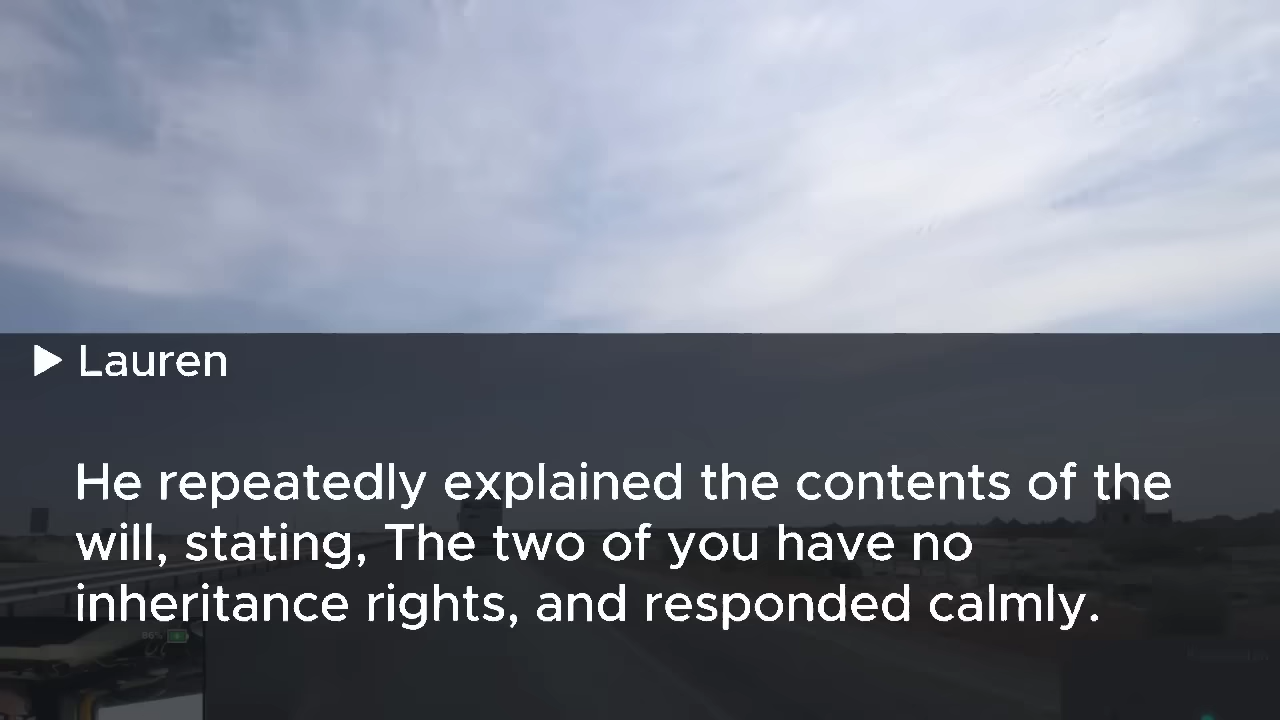 Lauren
He repeatedly explained the contents of the
will, stating, The two of you have no
inheritance rights, and responded calmly.
86%